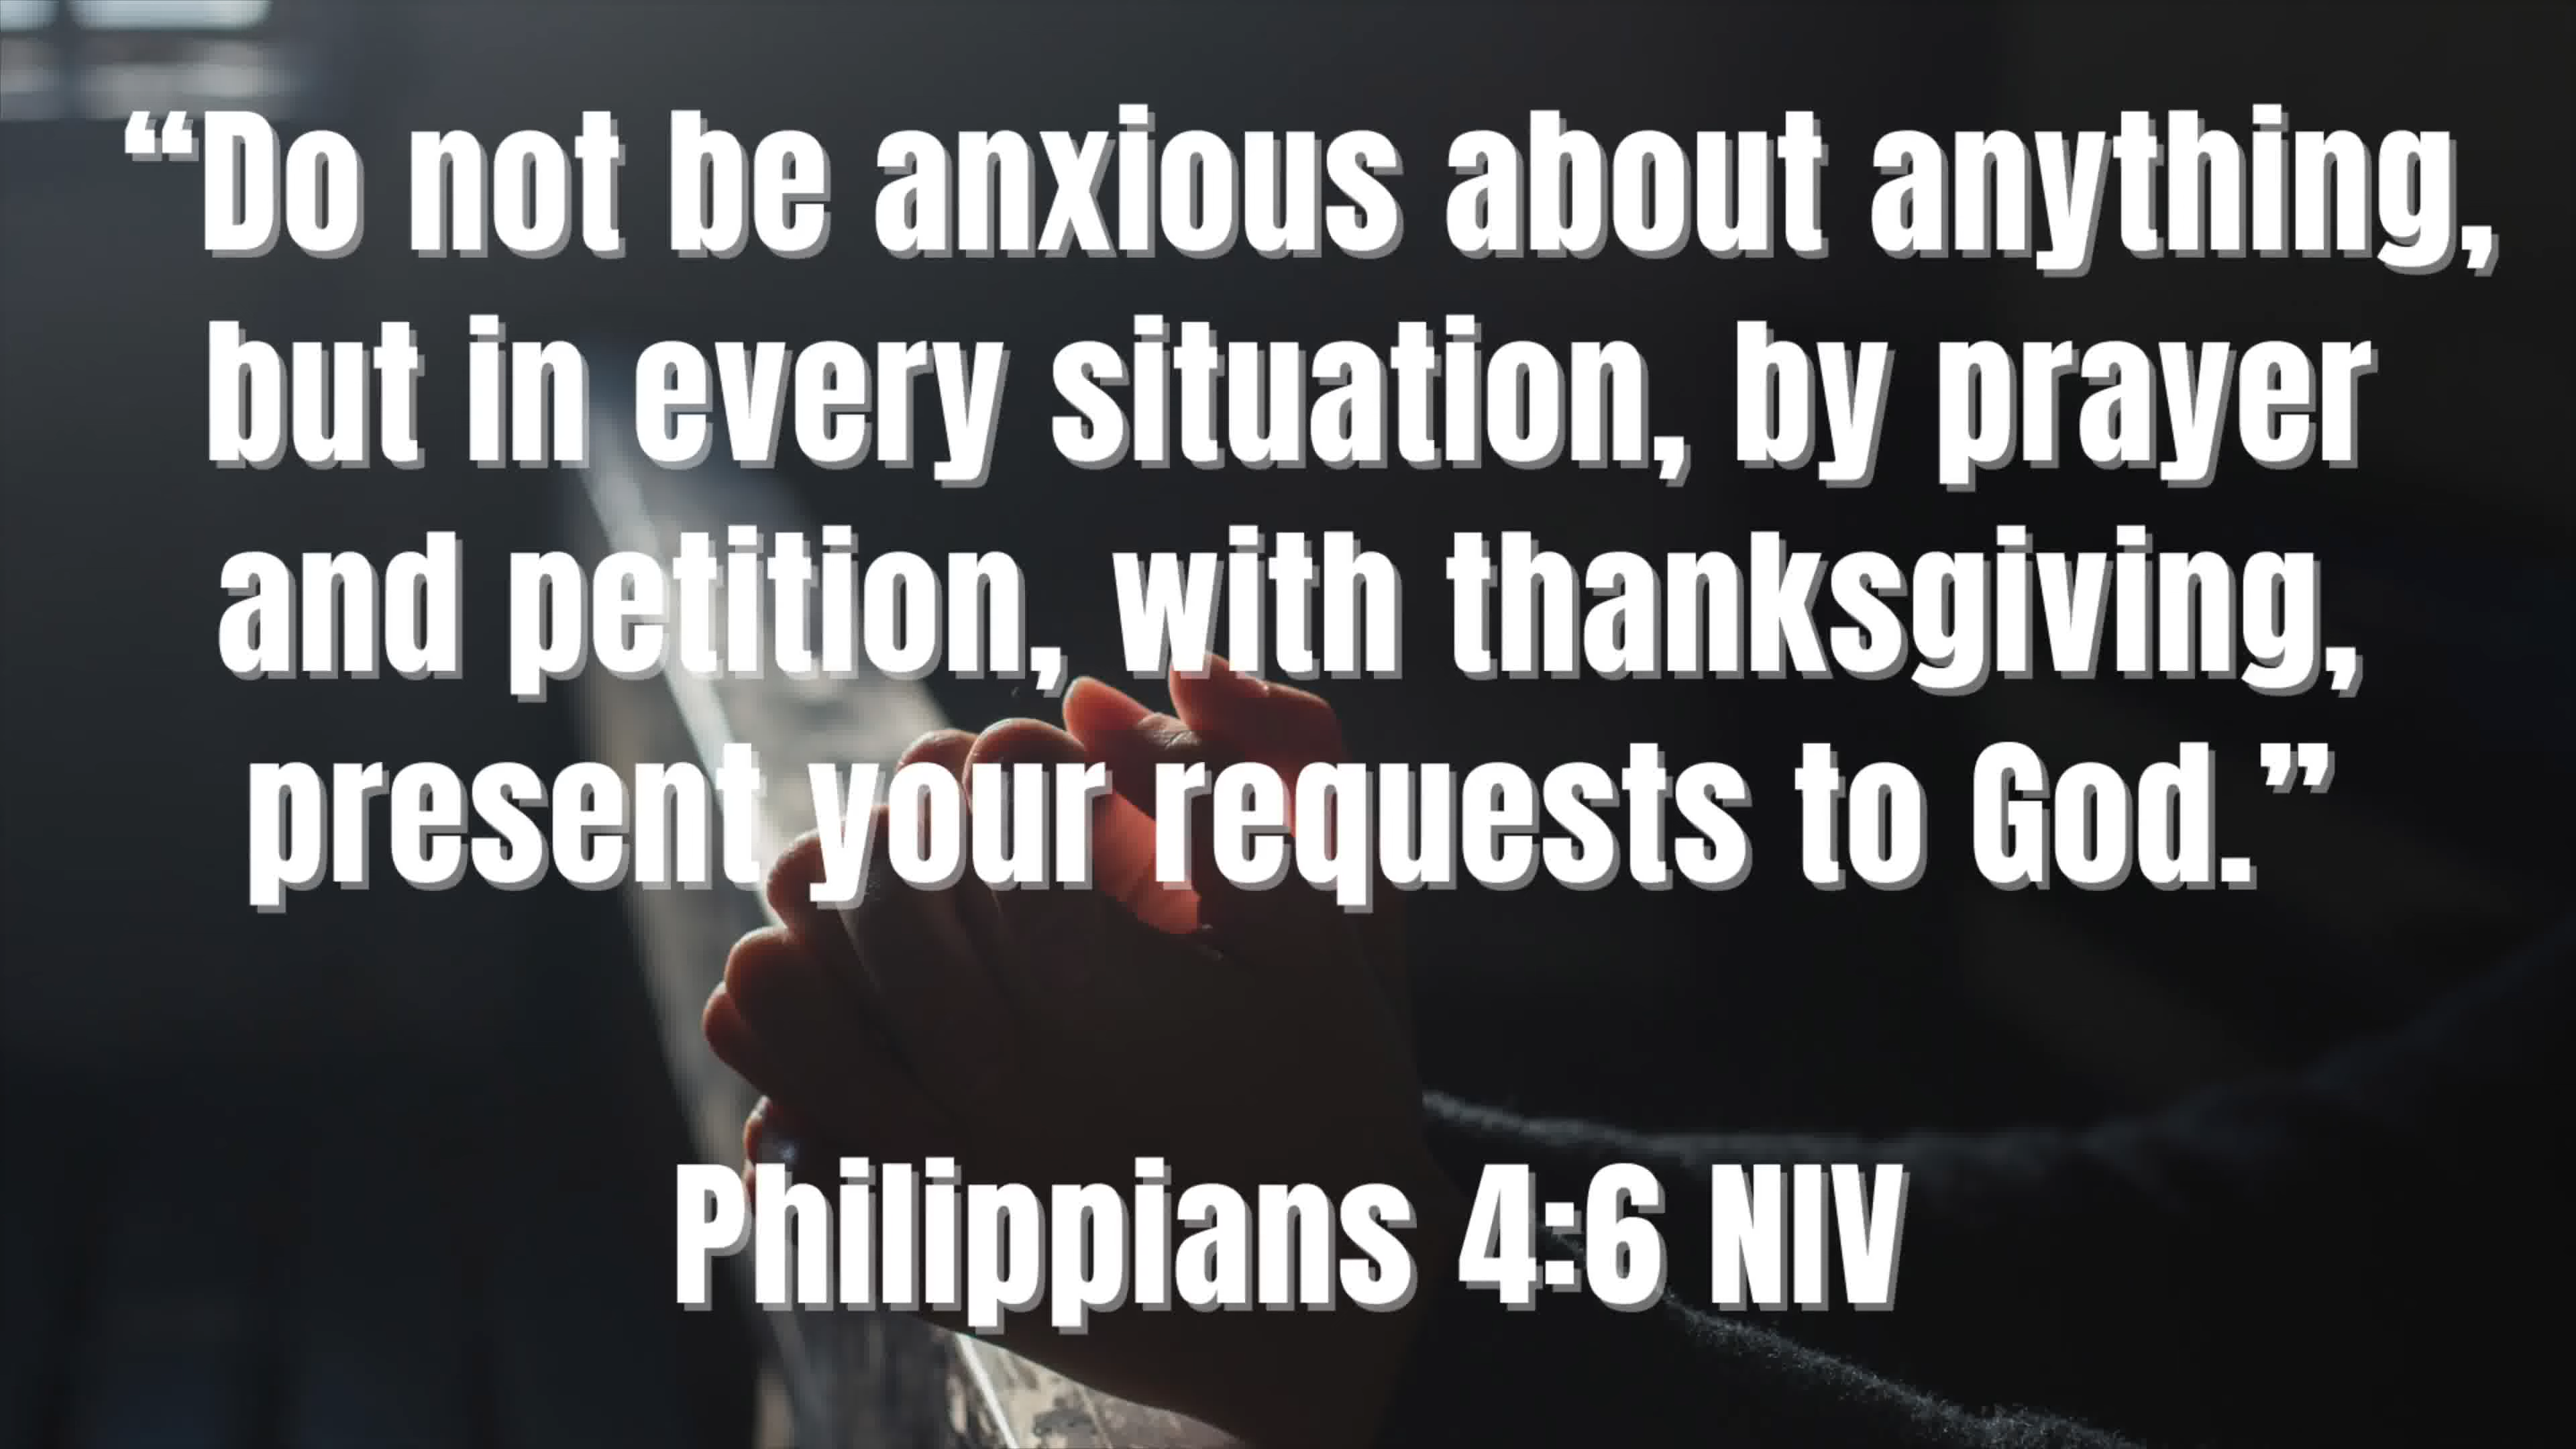 “Do not be anxious about anything,
but in every situation, by prayer
and petition, with thanksgiving,
present your requests to God.”
Philippians 4:6 NIV